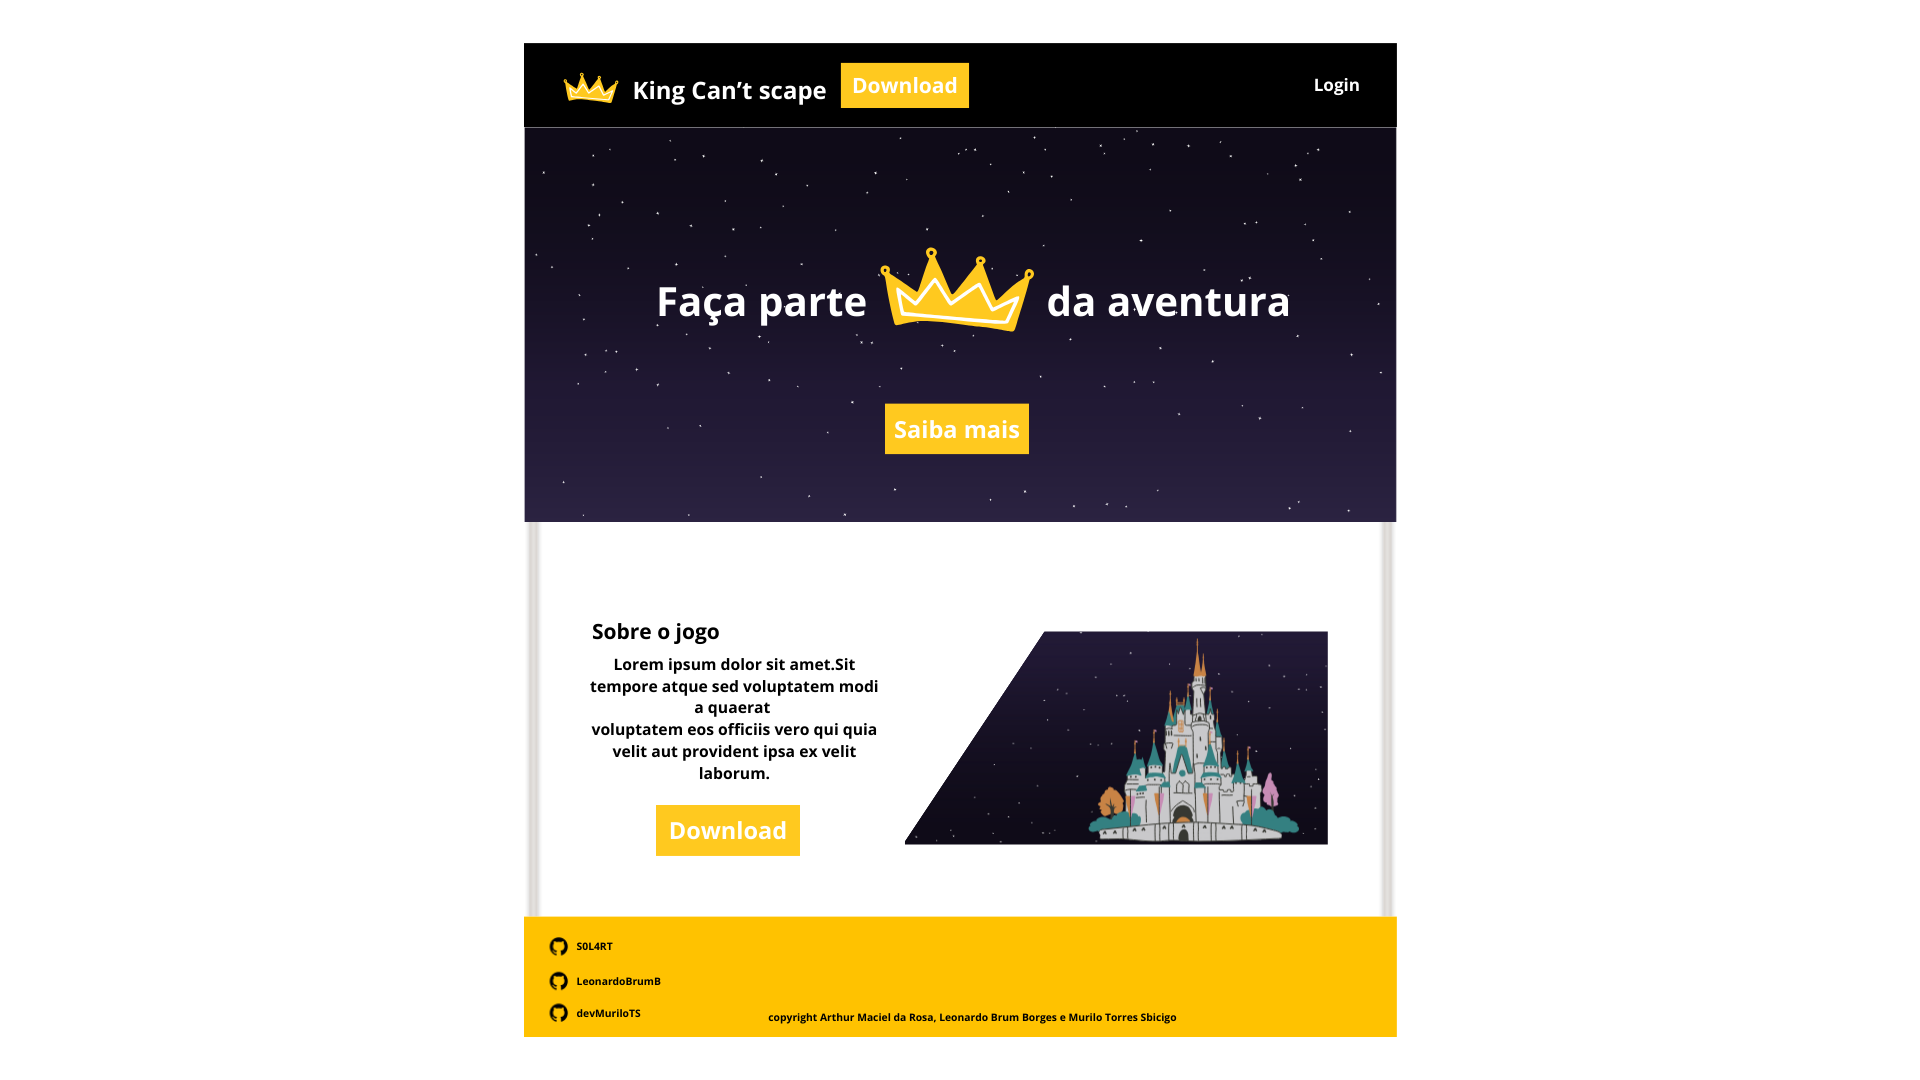 King Can’t scape
Download
Login
Faça parte
da aventura
Saiba mais
Sobre o jogo
Lorem ipsum dolor sit amet.Sit
tempore atque sed voluptatem modi
a quaerat
voluptatem eos officiis vero qui quia
velit aut provident ipsa ex velit
laborum.
Download
S0L4RT
LeonardoBrumB
devMuriloTS
copyright Arthur Maciel da Rosa, Leonardo Brum Borges e Murilo Torres Sbicigo